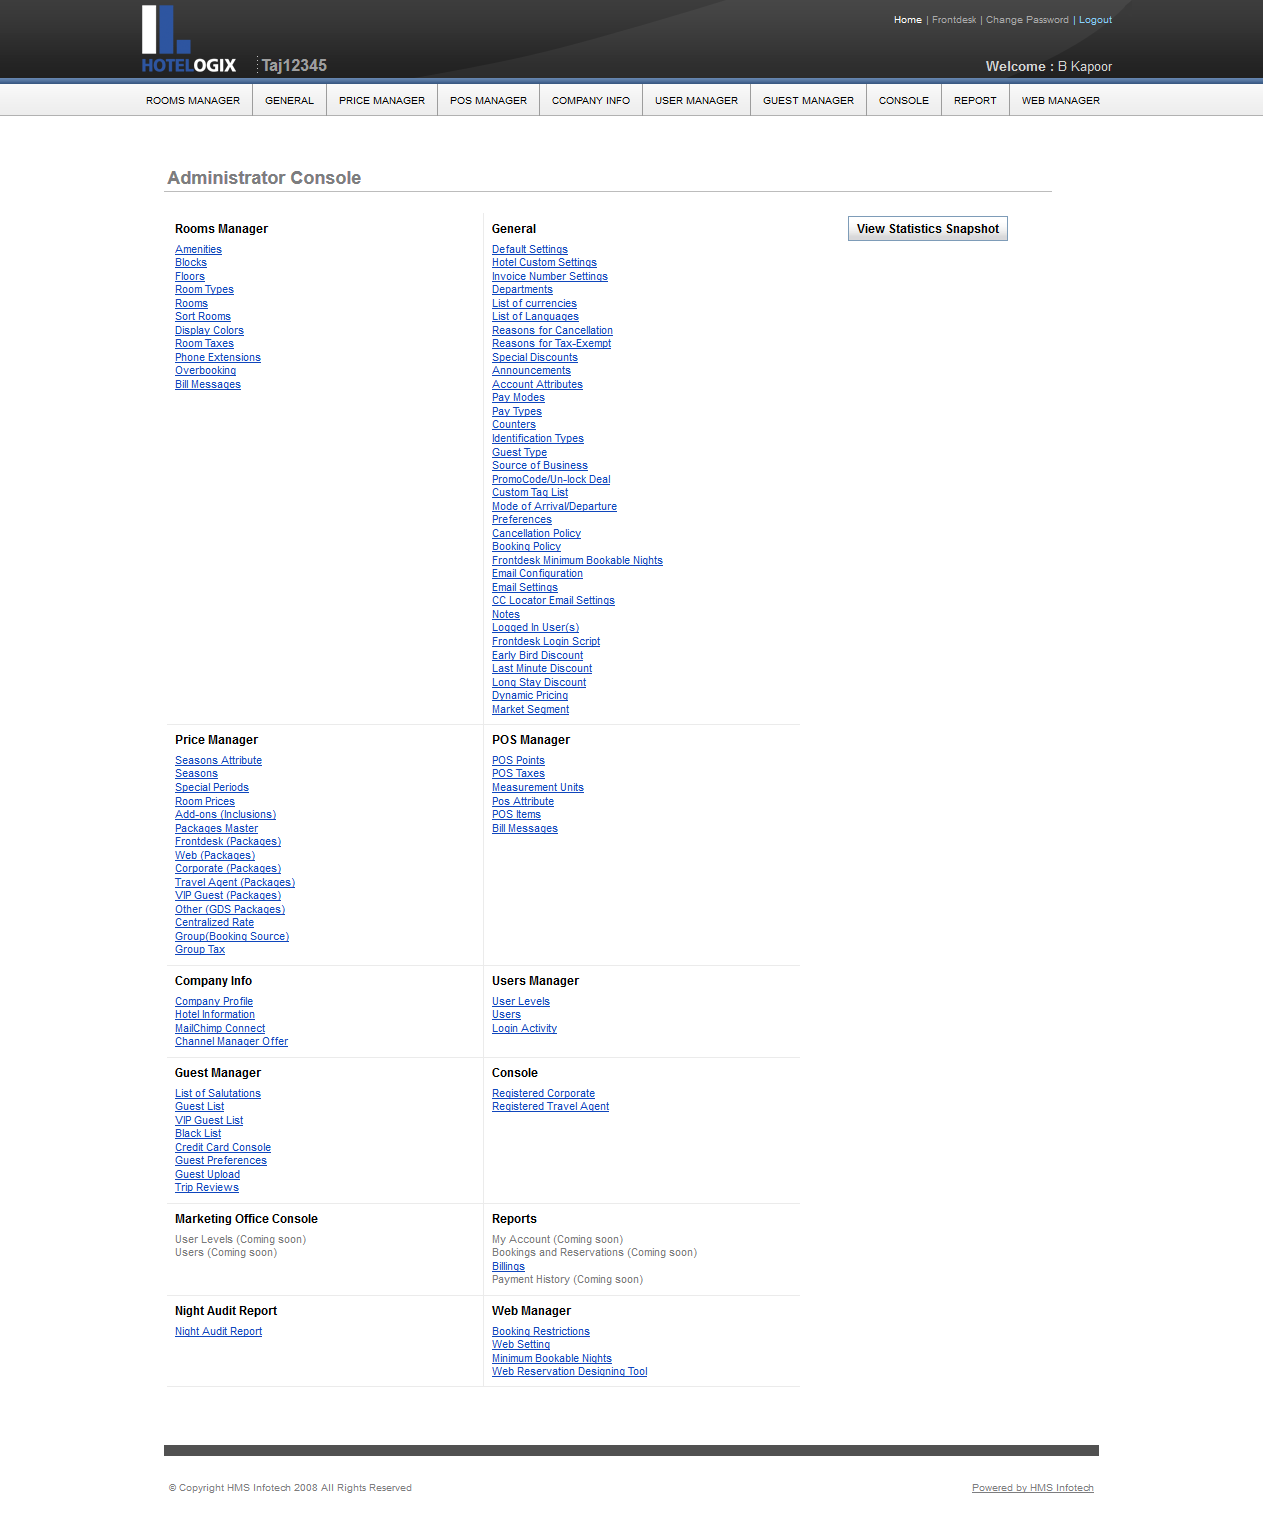 Home | Frontdesk | Change Password | Logout
HOTELOGIX Taj12345
Welcome : B Kapoor
ROOMS MANAGER GENERAL PRICE MANAGER POS MANAGER COMPANY INFO USER MANAGER GUEST MANAGER CONSOLE REPORT WEB MANAGER
Administrator Console
Rooms Manager
Amenities
Blocks
Floors
Room Types
Rooms
Sort Rooms
Display Colors
Room Taxes
Phone Extensions
Overbooking
Bill Messages
General
Default Settings
Hotel Custom Settings
Invoice Number Settings
Departments
List of currencies
List of Languages
Reasons for Cancellation
Reasons for Tax-Exempt
Special Discounts
Announcements
Account Attributes
Pay Modes
Pay Types
Counters
Identification Types
Guest Type
Source of Business
PromoCode/Un-lock Deal
Custom Tag List
Mode of Arrival/Departure
Preferences
Cancellation Policy
Booking Policy
Frontdesk Minimum Bookable Nights
Email Configuration
Email Settings
CC Locator Email Settings
Notes
Logged In User(s)
Frontdesk Login Script
Early Bird Discount
Last Minute Discount
Long Stay Discount
Dynamic Pricing
Market Segment
View Statistics Snapshot
Price Manager
Seasons Attribute
Seasons
Special Periods
Room Prices
Add-ons (Inclusions)
Packages Master
Frontdesk (Packages)
Web (Packages)
Corporate (Packages)
Travel Agent (Packages)
VIP Guest (Packages)
Other (GDS Packages)
Centralized Rate
Group(Booking Source)
Group Tax
POS Manager
POS Points
POS Taxes
Measurement Units
Pos Attribute
POS Items
Bill Messages
Company Info
Company Profile
Hotel Information
MailChimp Connect
Channel Manager Offer
Users Manager
User Levels
Users
Login Activity
Guest Manager
List of Salutations
Guest List
VIP Guest List
Black List
Credit Card Console
Guest Preferences
Guest Upload
Trip Reviews
Console
Registered Corporate
Registered Travel Agent
Marketing Office Console
User Levels (Coming soon)
Users (Coming soon)
Reports
My Account (Coming soon)
Bookings and Reservations (Coming soon)
Billings
Payment History (Coming soon)
Night Audit Report
Night Audit Report
Web Manager
Booking Restrictions
Web Setting
Minimum Bookable Nights
Web Reservation Designing Tool
© Copyright HMS Infotech 2008 All Rights Reserved
Powered by HMS Infotech